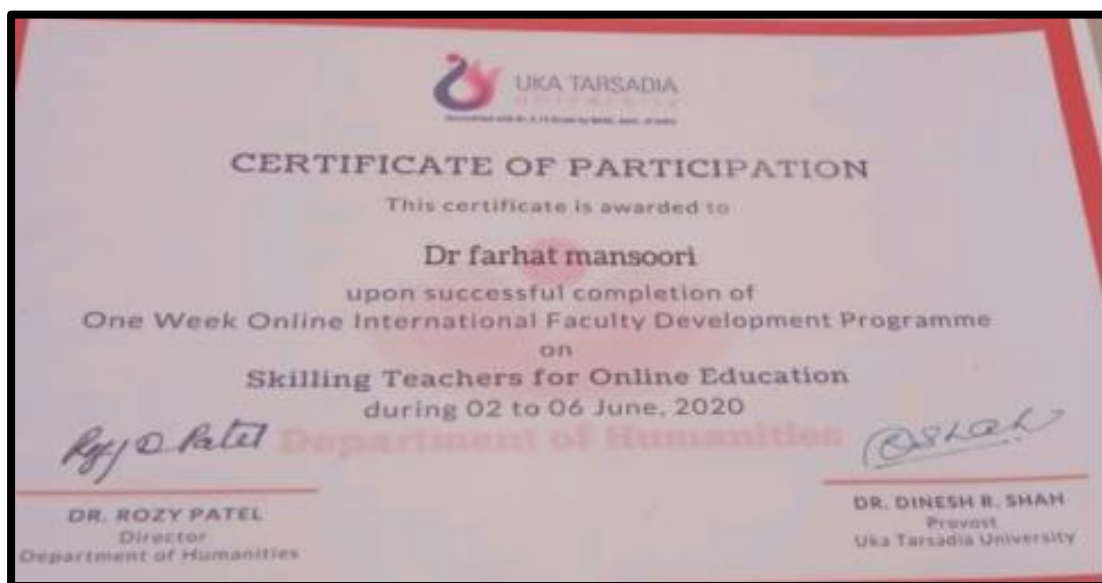 UKA TARSADIA
university
CERTIFICATE OF PARTICIPATION
This certificate is awarded to
Dr farhat mansoori
upon successful completion of
One Week Online International Faculty Development Programme
on
Skilling Teachers for Online Education
during 02 to 06 June, 2020
Department of Humanities
DR. ROZY PATEL
Director
Department of Humanities
DR. DINESH R. SHAH
Provost
Uka Tarsadia University